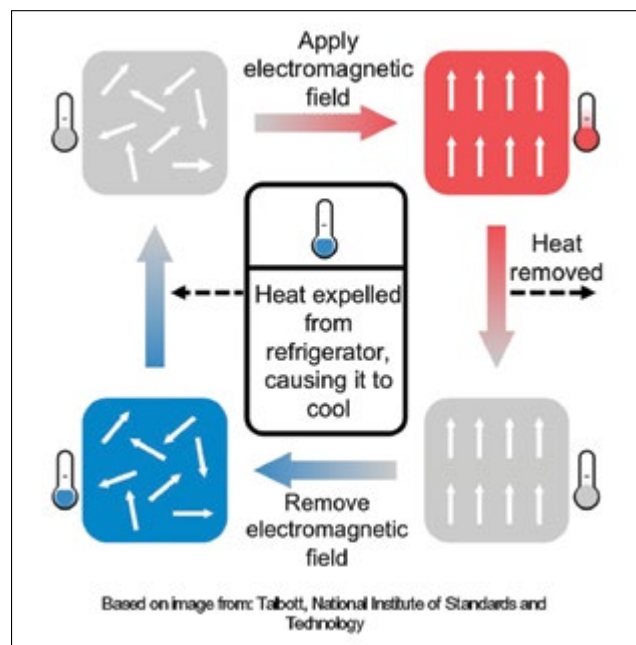 Apply
electromagnetic
field
Heat
removed
Heat expelled
from
refrigerator,
causing it to
cool
Remove
electromagnetic
field
Based on image from: Talbott, National Institute of Standards and
Technology